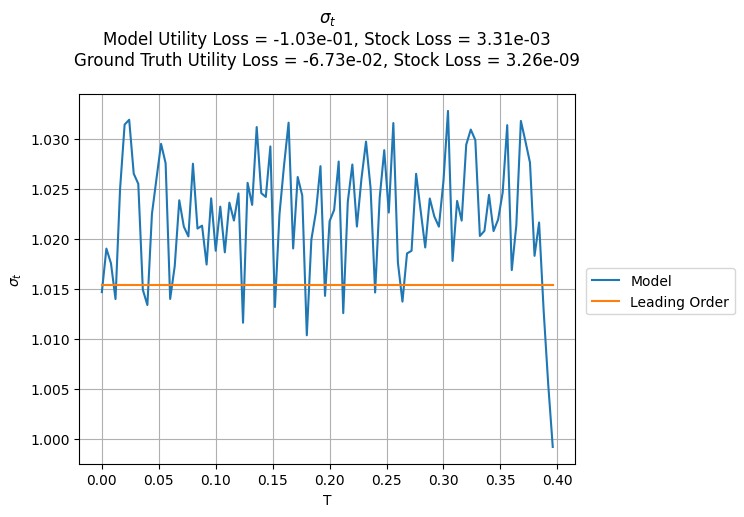 σ_t
Model Utility Loss = -1.03e-01, Stock Loss = 3.31e-03
Ground Truth Utility Loss = -6.73e-02, Stock Loss = 3.26e-09
1.030
1.025
1.020
1.015
1.010
1.005
1.000
σ_t
0.00 0.05 0.10 0.15 0.20 0.25 0.30 0.35 0.40
T
Model
Leading Order